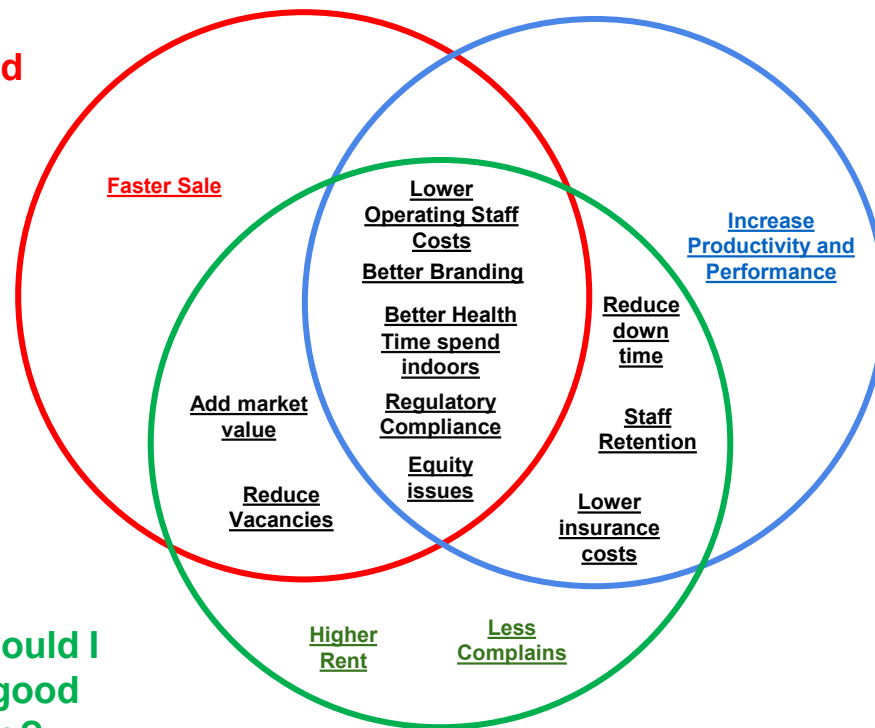 Faster Sale
Lower
Operating Staff
Costs
Better Branding
Better Health
Time spend
indoors
Regulatory
Compliance
Equity
issues
Increase
Productivity and
Performance
Reduce
down
time
Staff
Retention
Lower
insurance
costs
Add market
value
Reduce
Vacancies
Higher
Rent
Less
Complains
I
good